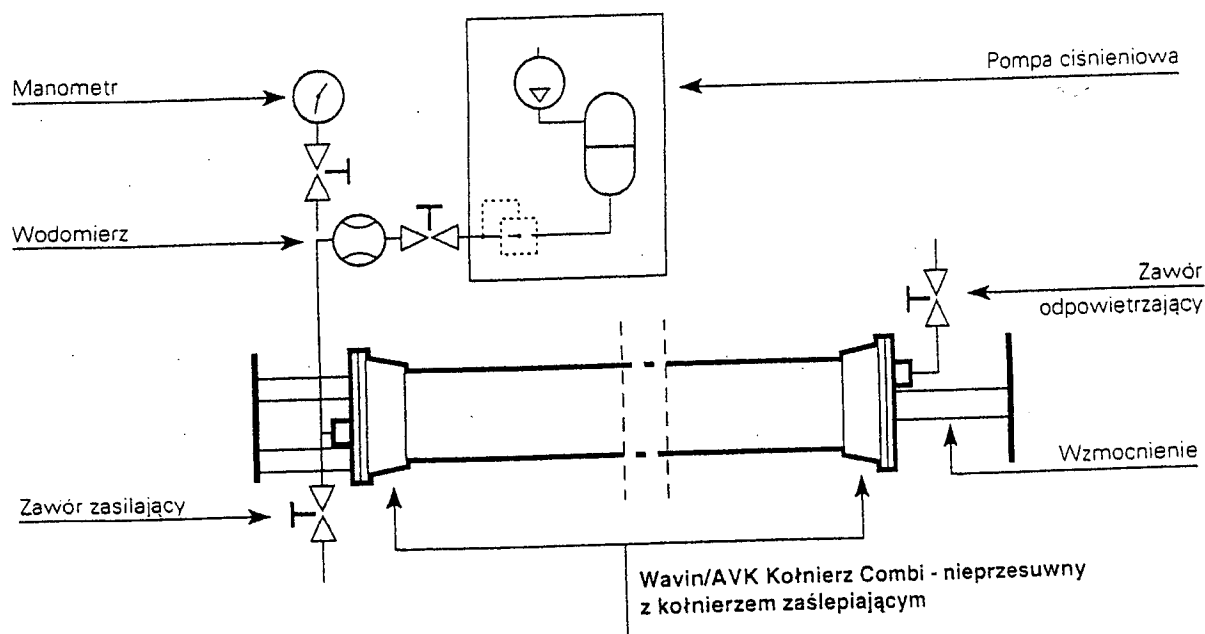 Manometr
Pompa ciśnieniowa
Wodomierz
Zawór
odpowietrzający
Wzmocnienie
Zawór zasilający
Wavin/AVK Kołnierz Combi - nieprzesuwny
z kołnierzem zaślepiającym